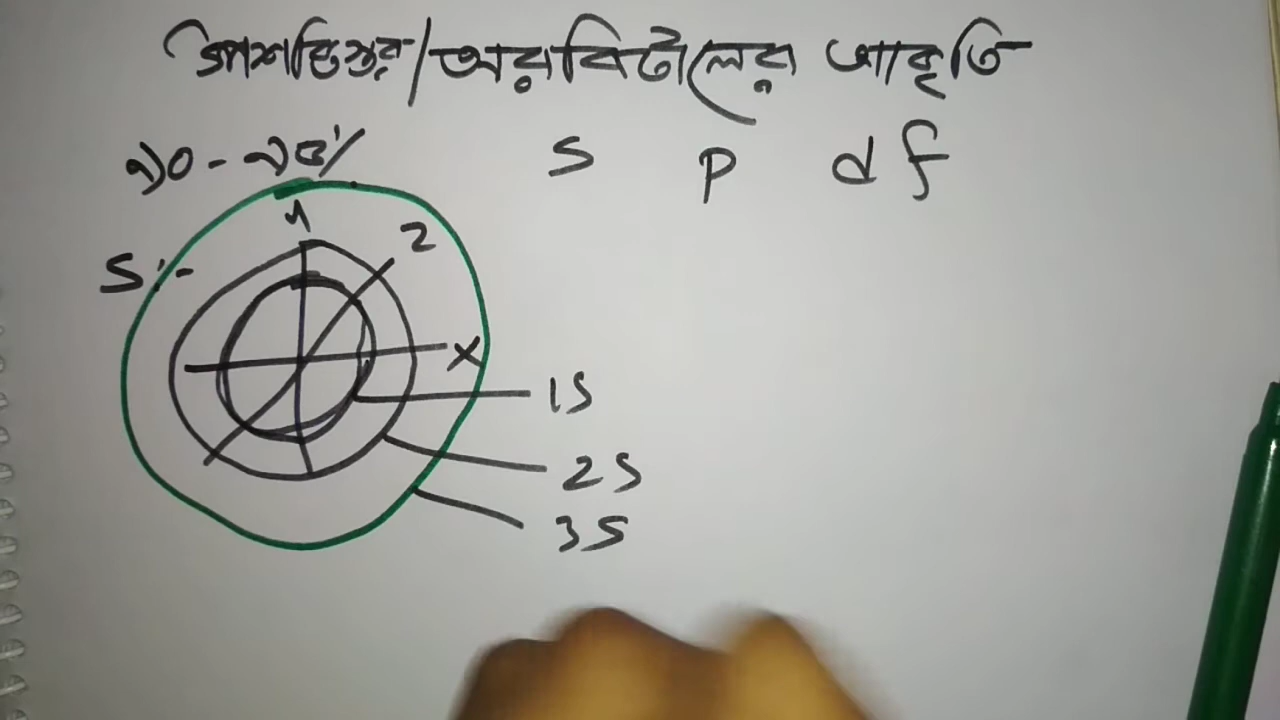 উপশক্তিস্তর/অরবিটালের আকৃতি
৯০-৯৫% s p d f
y
z
S:-
x
1S
2S
3S